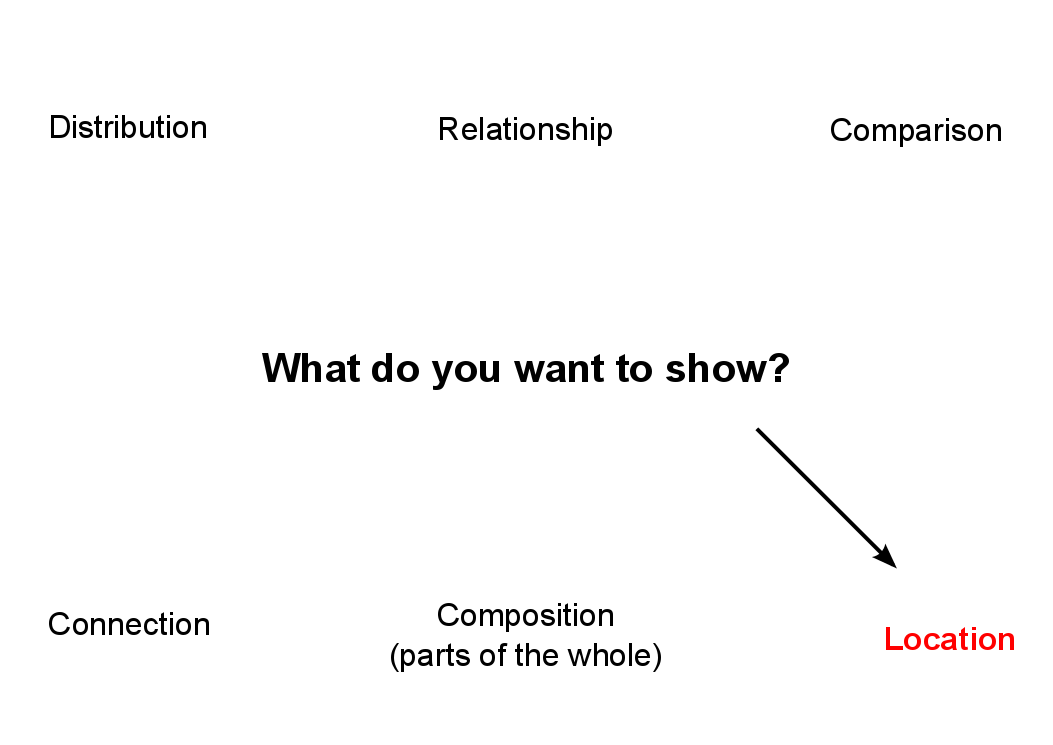 Distribution
Relationship
Comparison
What do you want to show?
Connection
Composition
(parts of the whole)
Location